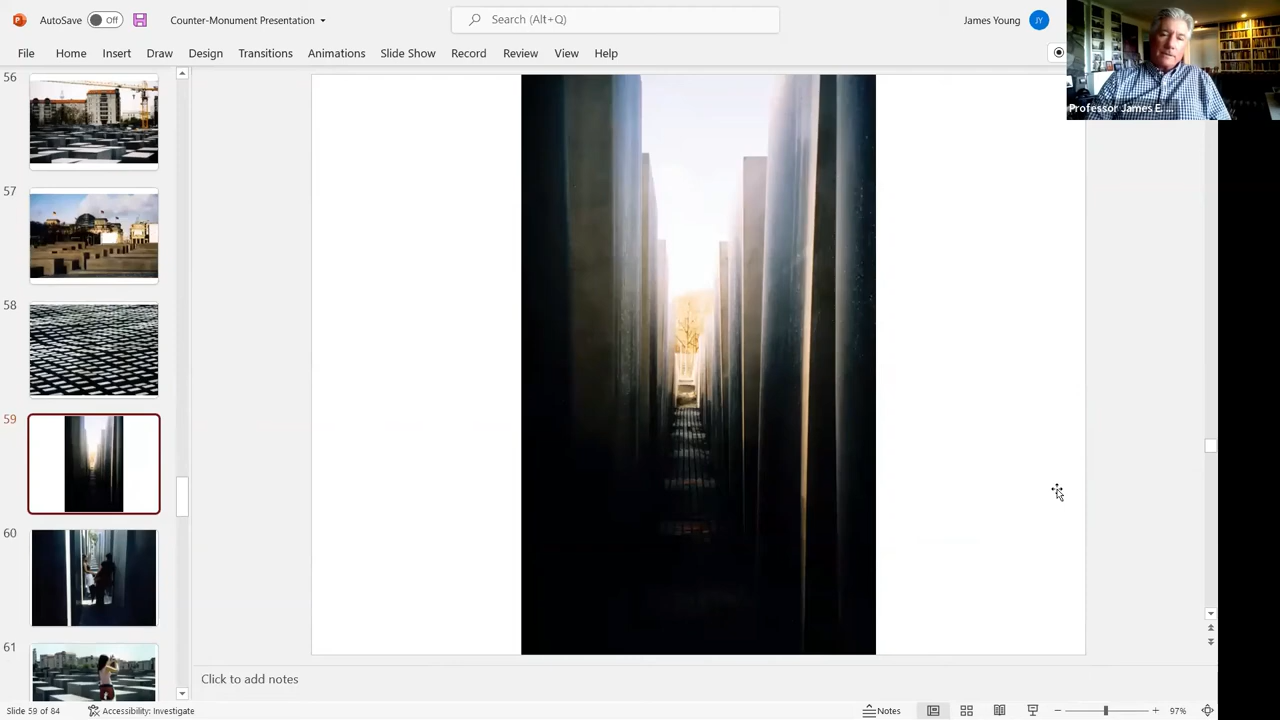 AutoSave Off Counter-Monument Presentation Search (Alt+Q) James Young JY
File Home Insert Draw Design Transitions Animations Slide Show Record Review View Help
Professor James E. ...
56
57
58
59
60
61
Click to add notes
Slide 59 of 84 Accessibility: Investigate Notes 97%